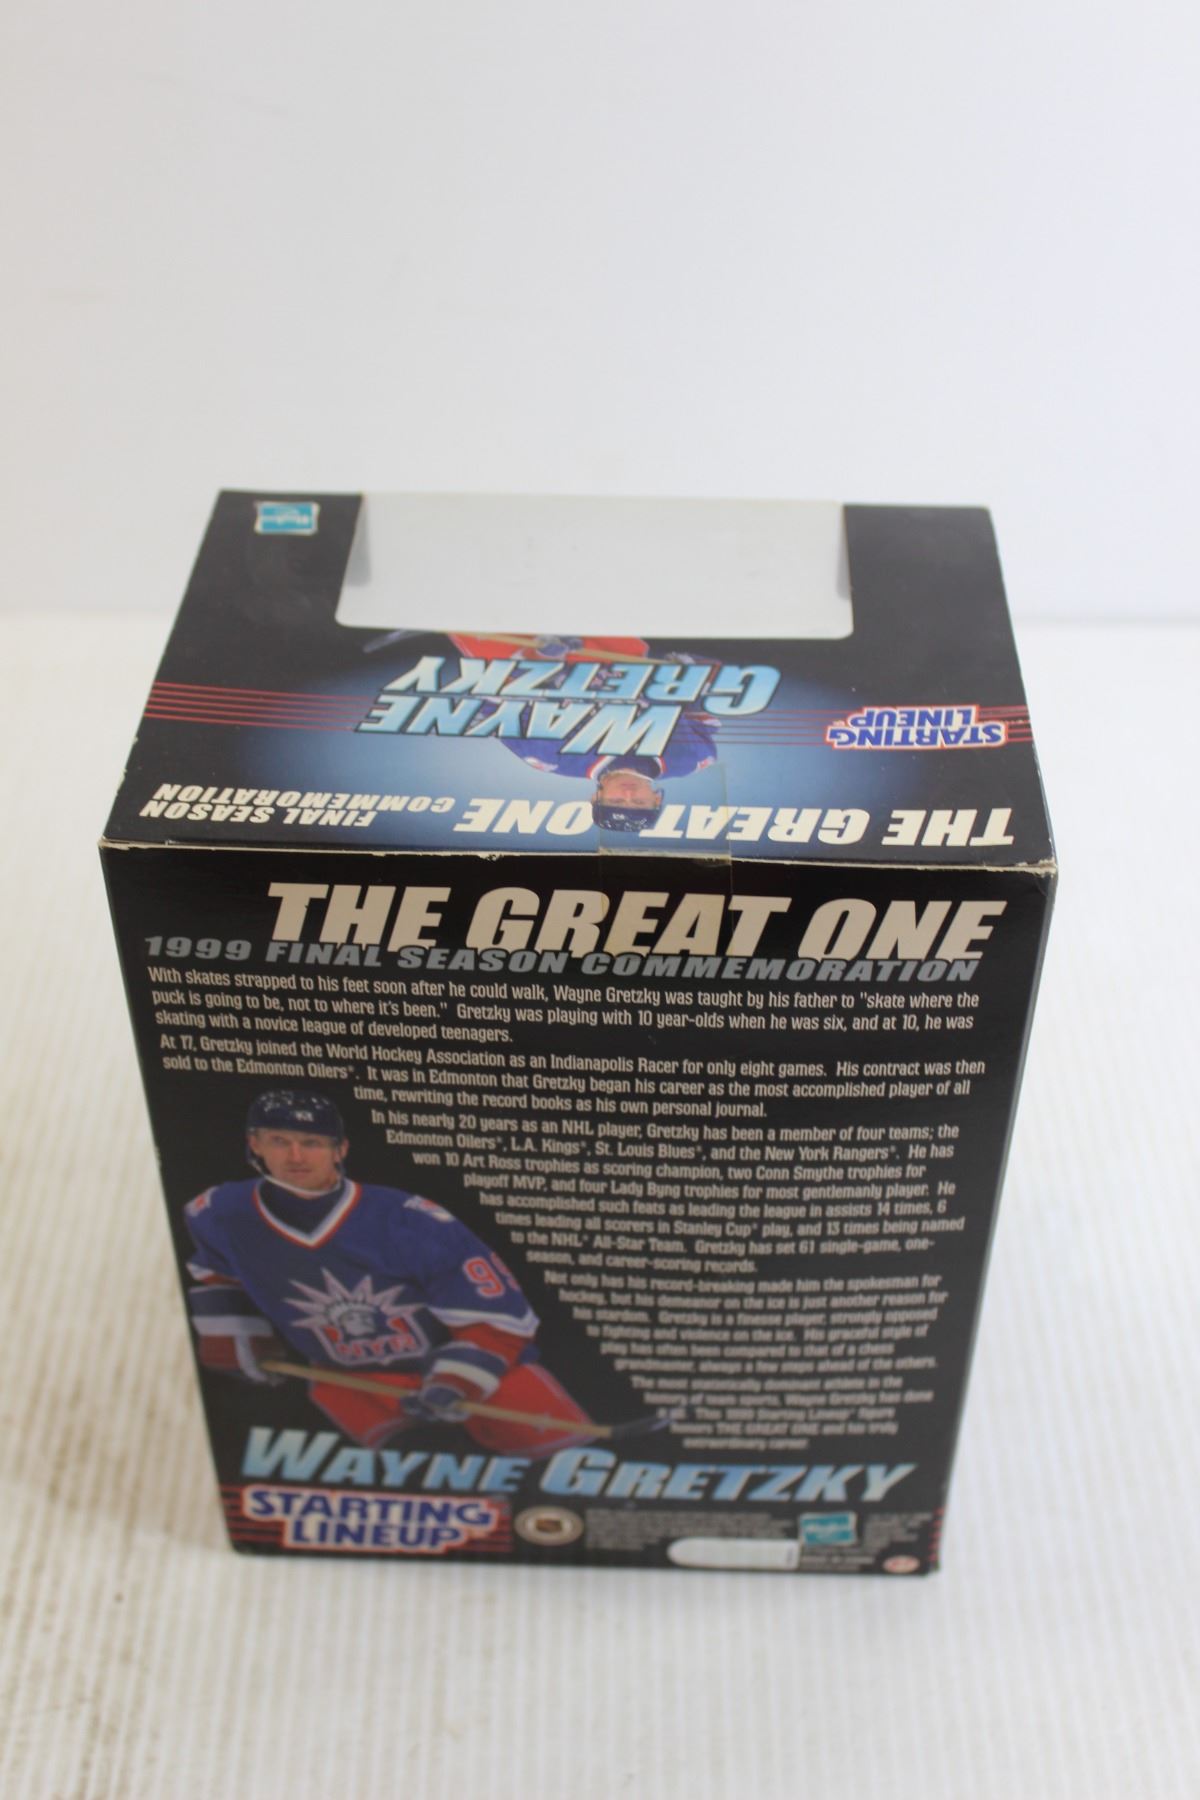 Hasbro
WAYNE
GRETZKY
STARTING
LINEUP
THE GREAT ONE
FINAL SEASON
COMMEMORATION
THE GREAT ONE
1999 FINAL SEASON COMMEMORATION
With skates strapped to his feet soon after he could walk, Wayne Gretzky was taught by his father to "skate where the
puck is going to be, not to where it's been." Gretzky was playing with 10 year-olds when he was six, and at 10, he was
skating with a novice league of developed teenagers.
At 17, Gretzky joined the World Hockey Association as an Indianapolis Racer for only eight games. His contract was then
sold to the Edmonton Oilers®. It was in Edmonton that Gretzky began his career as the most accomplished player of all
time, rewriting the record books as his own personal journal.
In his nearly 20 years as an NHL player, Gretzky has been a member of four teams; the
Edmonton Oilers®, L.A. Kings®, St. Louis Blues®, and the New York Rangers®. He has
won 10 Art Ross trophies as scoring champion, two Conn Smythe trophies for
playoff MVP, and four Lady Byng trophies for most gentlemanly player. He
has accomplished such feats as leading the league in assists 14 times, 6
times leading all scorers in Stanley Cup® play, and 13 times being named
to the NHL® All-Star Team. Gretzky has set 61 single-game, one-
season, and career-scoring records.
Not only has his record-breaking made him the spokesman for
hockey, but his demeanor on the ice is just another reason for
his stardom. Gretzky is a finesse player, strongly opposed
to fighting and violence on the ice. His graceful style of
play has often been compared to that of a chess
grandmaster, always a few steps ahead of the others.
The most statistically dominant athlete in the
history of team sports, Wayne Gretzky has done
it all. This 1999 Starting Lineup® figure
honors THE GREAT ONE and his truly
extraordinary career.
99
NYR
WAYNE GRETZKY
STARTING
LINEUP
Hasbro